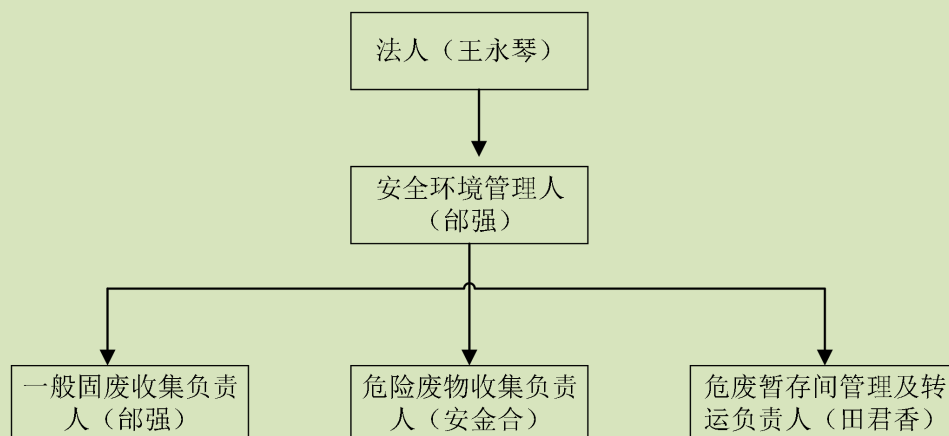 法人（王永琴）
安全环境管理人
（邰强）
一般固废收集负责
人（邰强）
危险废物收集负责
人（安金合）
危废暂存间管理及转
运负责人（田君香）